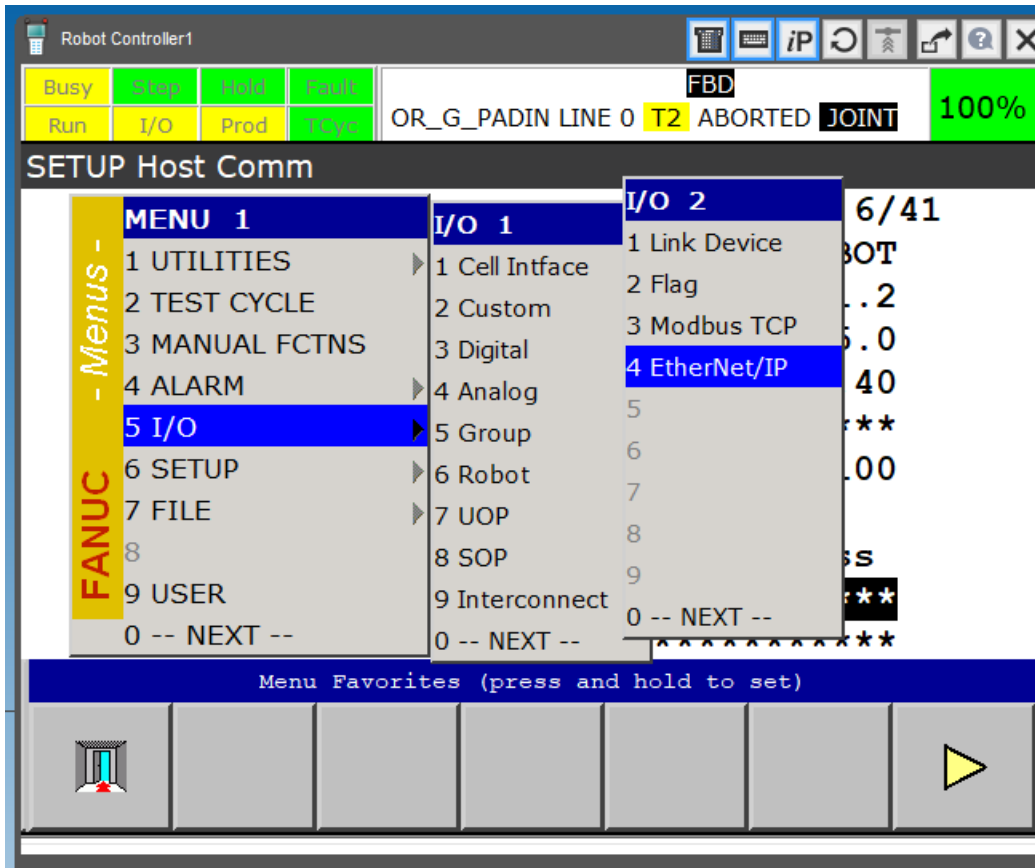 Robot Controller1
iP
Busy Step Hold Fault
Run I/O Prod TCyc
FBD
OR_G_PADIN LINE 0 T2 ABORTED JOINT
100%
SETUP Host Comm
FANUC - Menus -
MENU 1
1 UTILITIES
2 TEST CYCLE
3 MANUAL FCTNS
4 ALARM
5 I/O
6 SETUP
7 FILE
8
9 USER
0 -- NEXT --
I/O 1
1 Cell Intface
2 Custom
3 Digital
4 Analog
5 Group
6 Robot
7 UOP
8 SOP
9 Interconnect
0 -- NEXT --
I/O 2
1 Link Device
2 Flag
3 Modbus TCP
4 EtherNet/IP
5
6
7
8
9
0 -- NEXT --
6/41
.2
.0
40
***
.00
***
***********
Menu Favorites (press and hold to set)